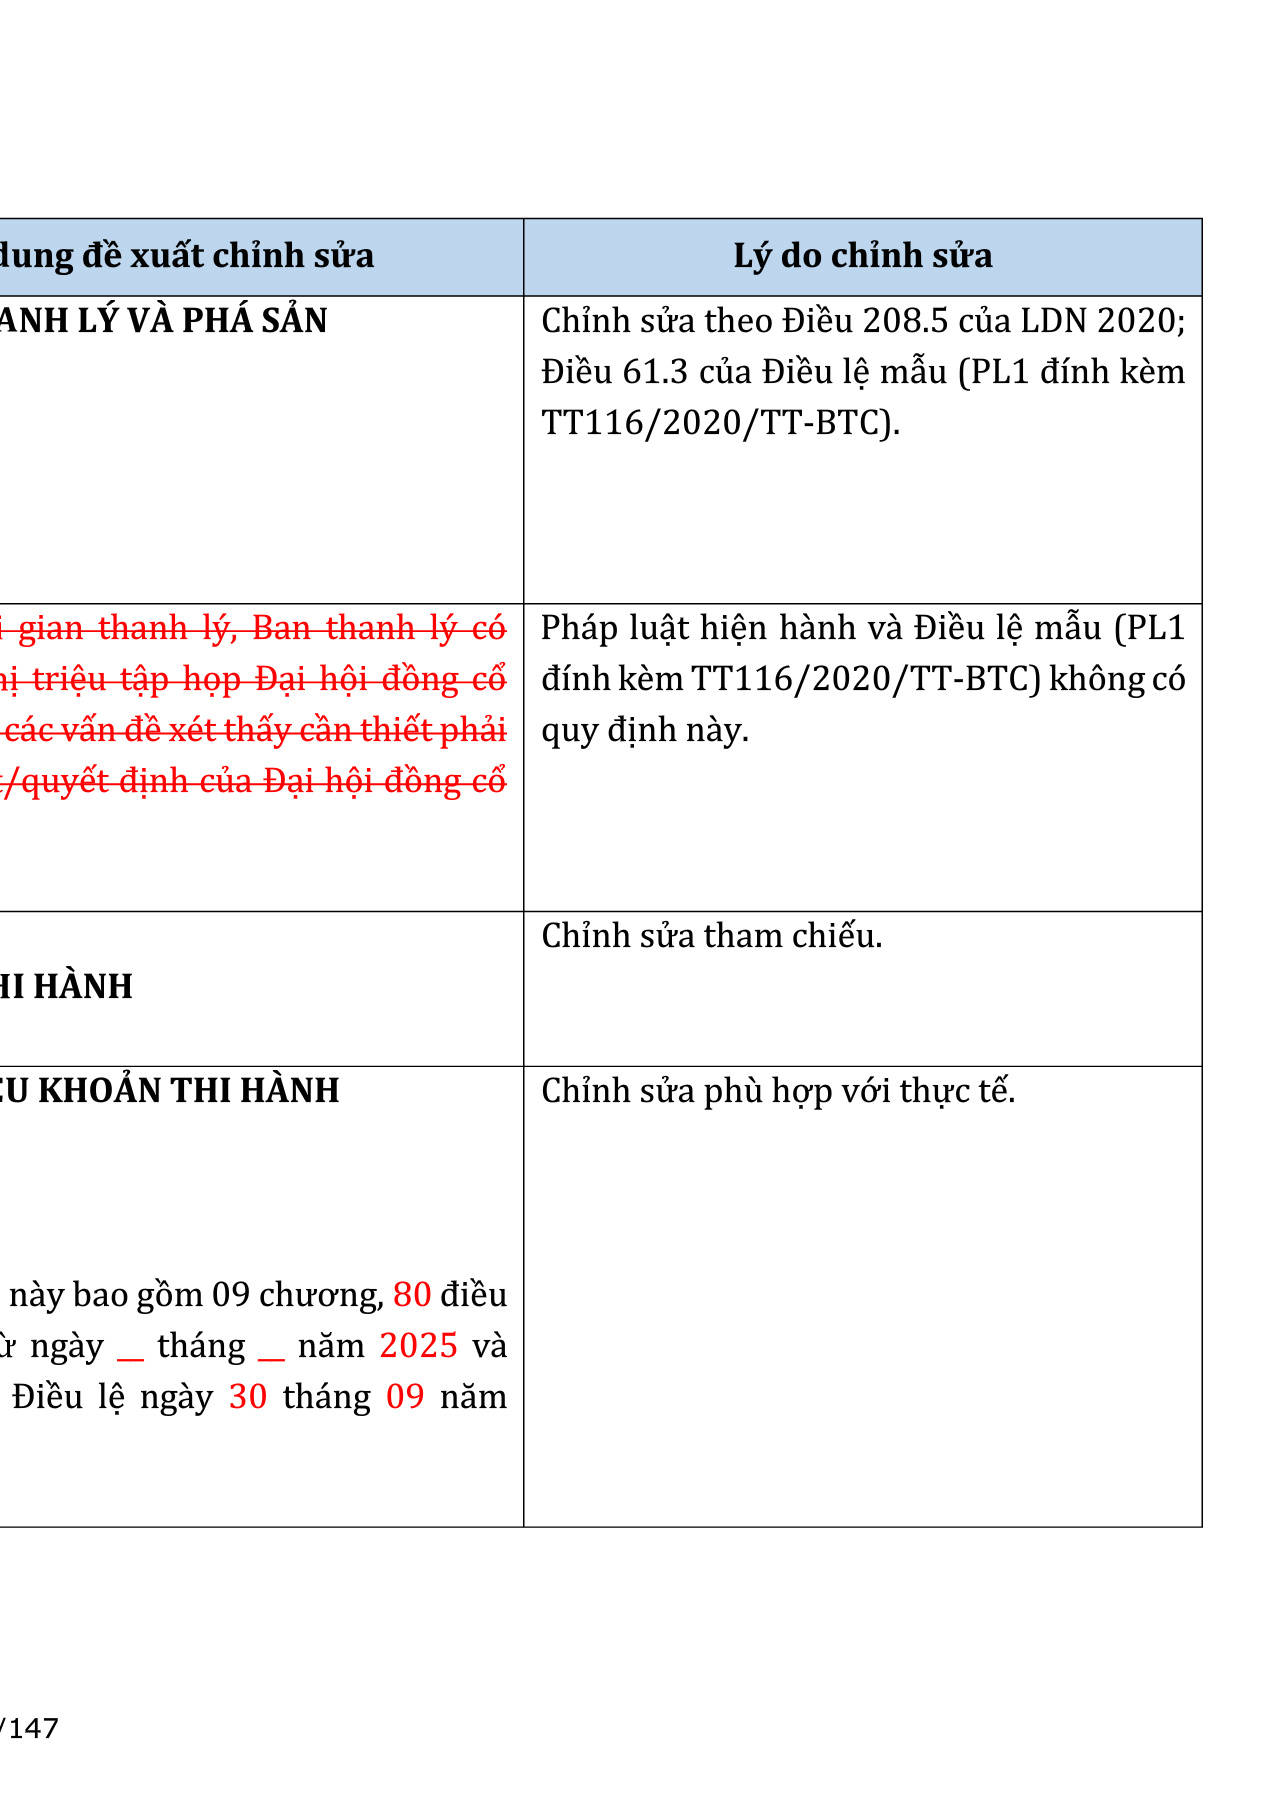 dung đề xuất chỉnh sửa
Lý do chỉnh sửa
ANH LÝ VÀ PHÁ SẢN
Chỉnh sửa theo Điều 208.5 của LDN 2020;
Điều 61.3 của Điều lệ mẫu (PL1 đính kèm
TT116/2020/TT-BTC).
gian thanh lý, Ban thanh lý có
triệu tập họp Đại hội đồng cổ
các vấn đề xét thấy cần thiết phải
/quyết định của Đại hội đồng cổ
Pháp luật hiện hành và Điều lệ mẫu (PL1
đính kèm TT116/2020/TT-BTC) không có
quy định này.
HI HÀNH
Chỉnh sửa tham chiếu.
ỀU KHOẢN THI HÀNH
này bao gồm 09 chương, 80 điều
ừ ngày __ tháng __ năm 2025 và
Điều lệ ngày 30 tháng 09 năm
Chỉnh sửa phù hợp với thực tế.
/147